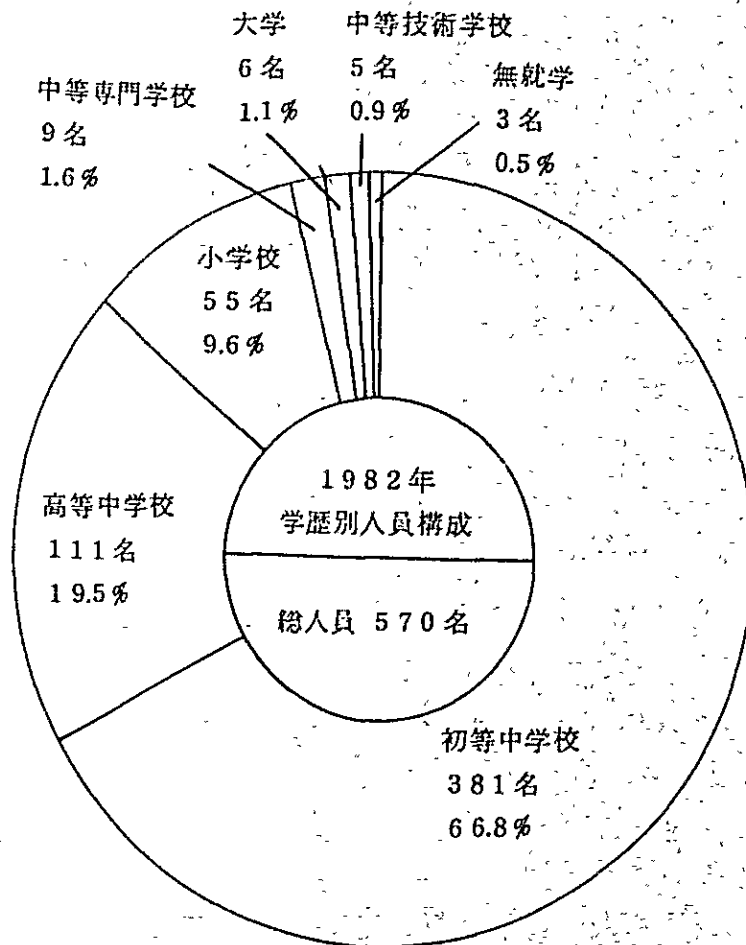 大学
6名
1.1%
中等技術学校
5名
0.9%
無就学
3名
0.5%
中等専門学校
9名
1.6%
小学校
55名
9.6%
高等中学校
111名
19.5%
1982年
学歴別人員構成
総人員 570名
初等中学校
381名
66.8%